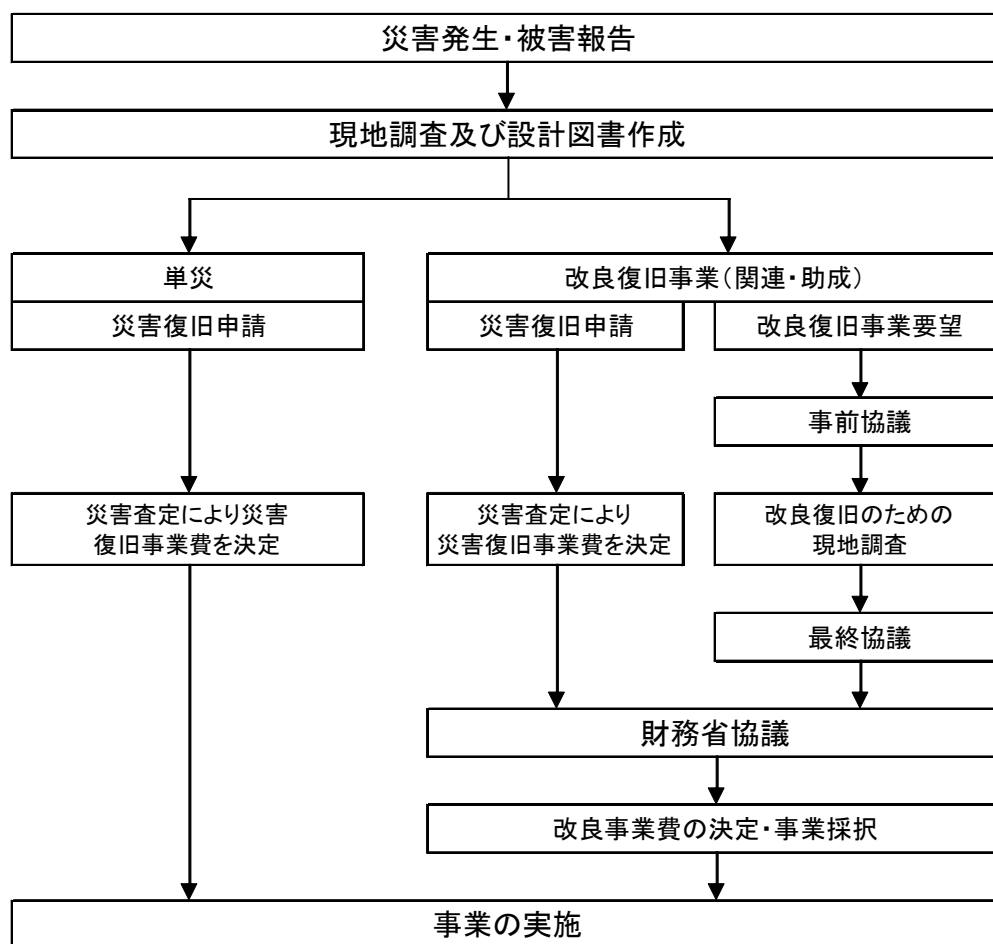 災害発生・被害報告
現地調査及び設計図書作成
単災
災害復旧申請
災害査定により災害
復旧事業費を決定
改良復旧事業(関連・助成)
災害復旧申請
災害査定により
災害復旧事業費を決定
改良復旧事業要望
事前協議
改良復旧のための
現地調査
最終協議
財務省協議
改良事業費の決定・事業採択
事業の実施